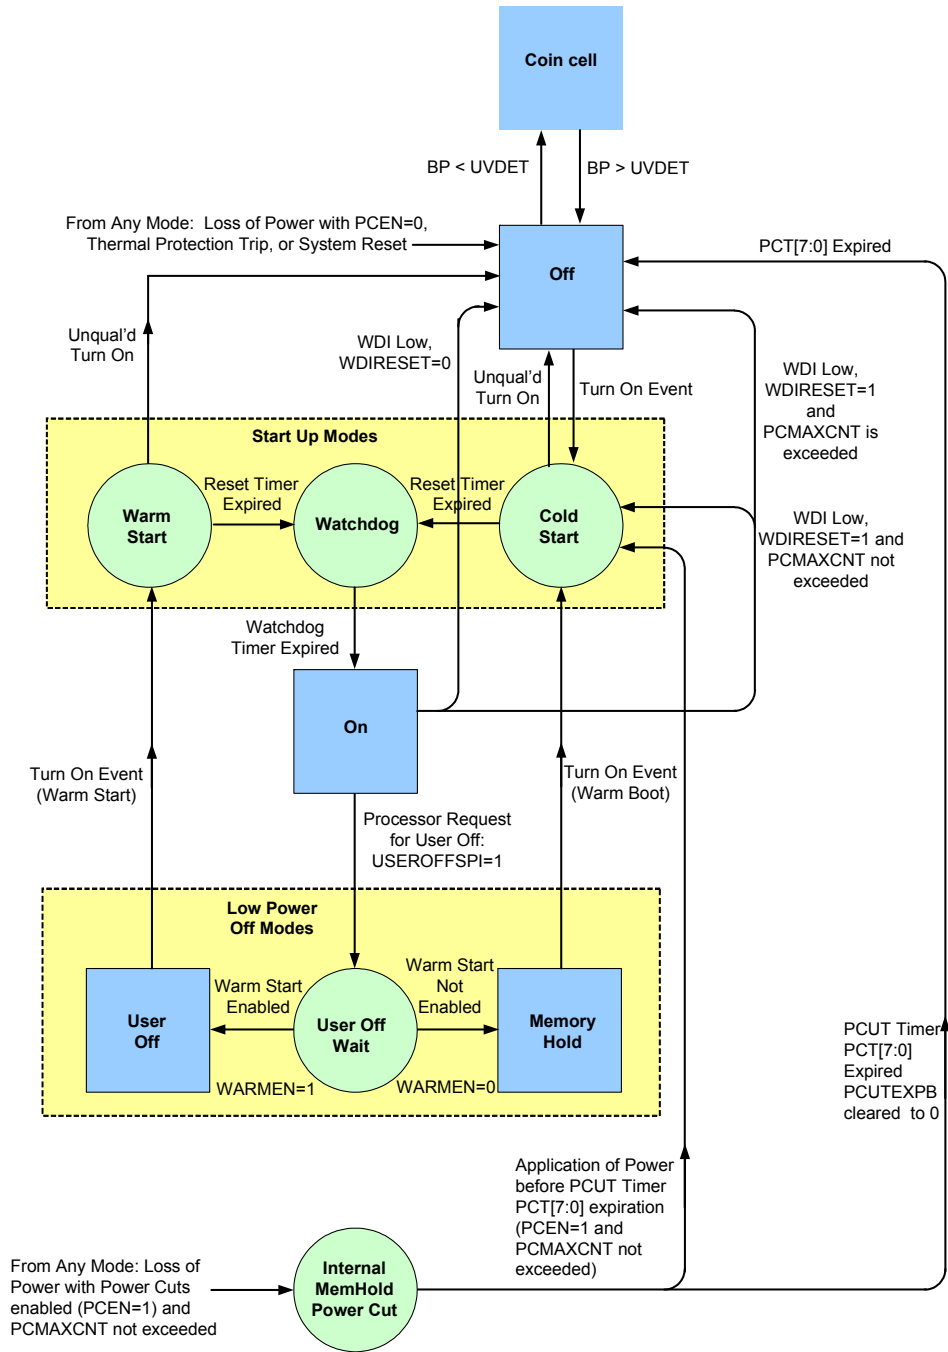 Coin cell
BP < UVDET
BP > UVDET
From Any Mode:  Loss of Power with PCEN=0,
Thermal Protection Trip, or System Reset
Off
PCT[7:0] Expired
Unqual'd
Turn On
WDI Low,
WDIRESET=0
Unqual'd
Turn On
Turn On Event
WDI Low,
WDIRESET=1
and
PCMAXCNT is
exceeded
Start Up Modes
Warm
Start
Reset Timer
Expired
Watchdog
Reset Timer
Expired
Cold
Start
WDI Low,
WDIRESET=1 and
PCMAXCNT not
exceeded
Watchdog
Timer Expired
On
Turn On Event
(Warm Start)
Turn On Event
(Warm Boot)
Processor Request
for User Off:
USEROFFSPI=1
Low Power
Off Modes
User
Off
Warm Start
Enabled
User Off
Wait
Warm Start
Not
Enabled
Memory
Hold
WARMEN=1
WARMEN=0
PCUT Timer
PCT[7:0]
Expired
PCUTEXPB
cleared  to 0
Application of Power
before PCUT Timer
PCT[7:0] expiration
(PCEN=1 and
PCMAXCNT not
exceeded)
From Any Mode: Loss of
Power with Power Cuts
enabled (PCEN=1) and
PCMAXCNT not exceeded
Internal
MemHold
Power Cut